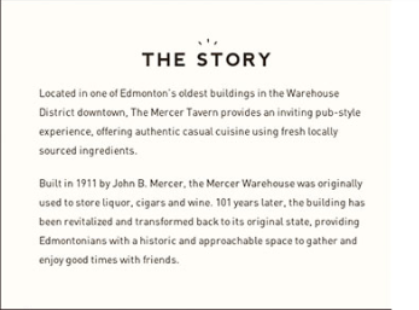 THE STORY
Located in one of Edmonton's oldest buildings in the Warehouse
District downtown, The Mercer Tavern provides an inviting pub-style
experience, offering authentic casual cuisine using fresh locally
sourced ingredients.
Built in 1911 by John B. Mercer, the Mercer Warehouse was originally
used to store liquor, cigars and wine. 101 years later, the building has
been revitalized and transformed back to its original state, providing
Edmontonians with a historic and approachable space to gather and
enjoy good times with friends.